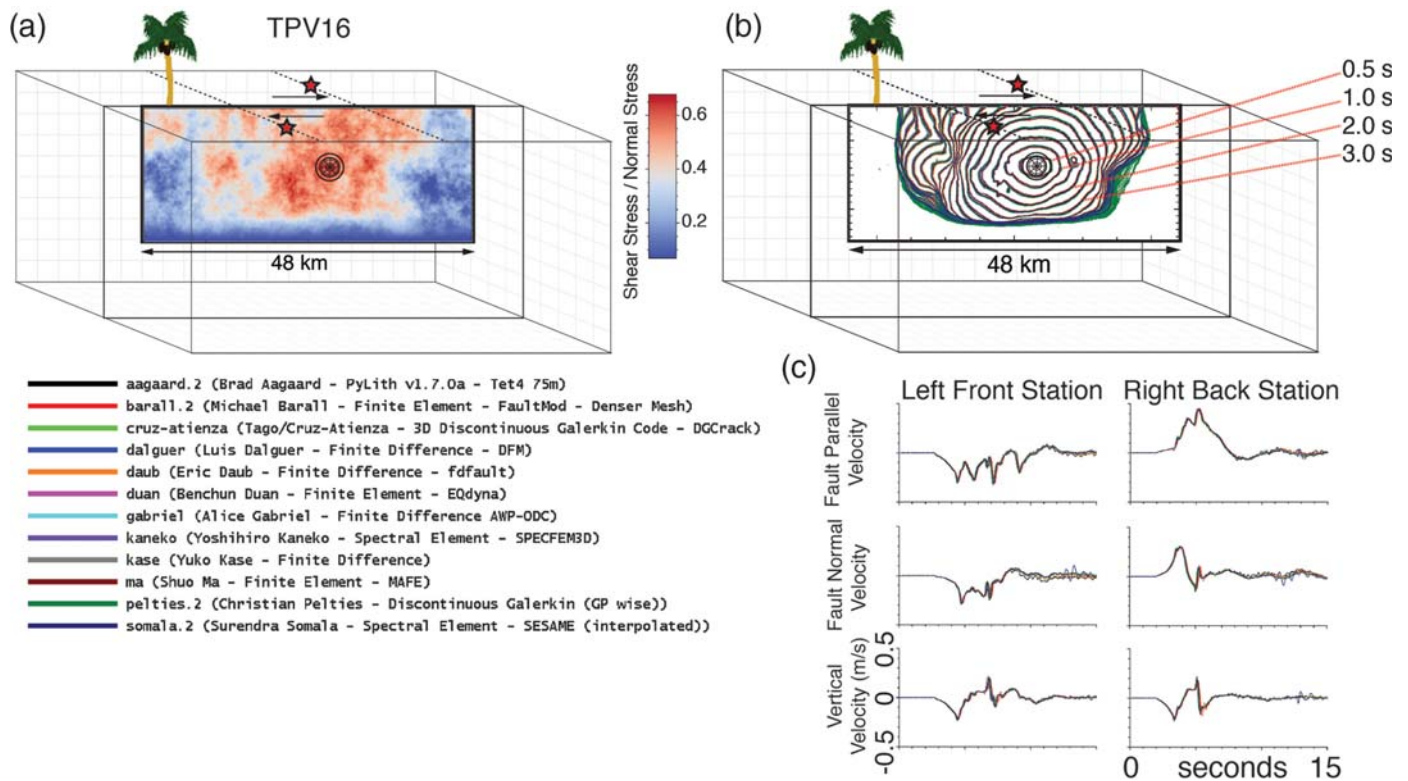 (a)
TPV16
48 km
Shear Stress / Normal Stress
0.6
0.4
0.2
(b)
0.5 s
1.0 s
2.0 s
3.0 s
48 km
aagaard.2 (Brad Aagaard - PyLith v1.7.0a - Tet4 75m)
barall.2 (Michael Barall - Finite Element - FaultMod - Denser Mesh)
cruz-atienza (Tago/Cruz-Atienza - 3D Discontinuous Galerkin Code - DGCrack)
dalguer (Luis Dalguer - Finite Difference - DFM)
daub (Eric Daub - Finite Difference - fdfault)
duan (Benchun Duan - Finite Element - EQdyna)
gabriel (Alice Gabriel - Finite Difference AWP-ODC)
kaneko (Yoshihiro Kaneko - Spectral Element - SPECFEM3D)
kase (Yuko Kase - Finite Difference)
ma (Shuo Ma - Finite Element - MAFE)
pelties.2 (Christian Pelties - Discontinuous Galerkin (GP wise))
somala.2 (Surendra Somala - Spectral Element - SESAME (interpolated))
(c)
Left Front Station
Right Back Station
Fault Parallel
Velocity
Fault Normal
Velocity
Vertical
Velocity (m/s)
0.5
0
-0.5
0 seconds 15